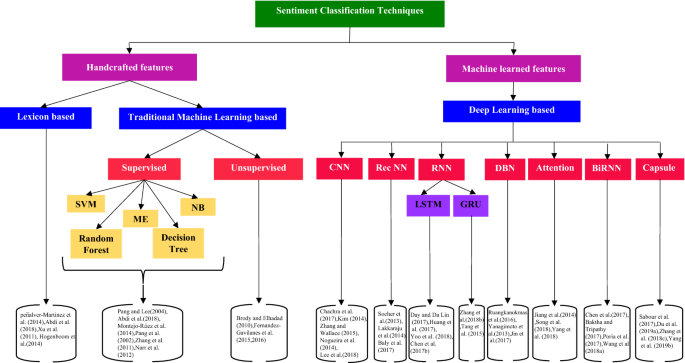 Sentiment Classification Techniques
Handcrafted features
Machine learned features
Lexicon based
Traditional Machine Learning based
Deep Learning based
Supervised
Unsupervised
CNN
Rec NN
RNN
DBN
Attention
BiRNN
Capsule
SVM
NB
ME
LSTM
GRU
Random
Forest
Decision
Tree
peñalver-Martinez et
al. (2014),Abdi et al.
(2018),Xu et al.
(2011), Hogenboom et
al.(2014)
Pang and Lee(2004),
Abdi et al.(2018),
Montejo-Ráez et al.
(2014),Pang et al.
(2002),Zhang et al.
(2011),Narr et al.
(2012)
Brody and Elhadad
(2010),Fernandez-
Gavilanes et al.
(2015,2016)
Chachra et al.
(2017),Kim (2014)
Zhang and
Wallace (2015),
Nogueira et al.
(2014),
Lee et al.(2018)
Socher et
al.(2013),
Lakkaraju
et al.(2014)
Baly et al.
(2017)
Day and Da Lin
(2017),Huang et
al.(2017),
Yoo et al.(2018),
Chen et al.
(2017b)
Zhang et
al.(2018b)
Tang et al.
(2015)
Ruangkanokmas
et al.(2016),
Yanagimoto et
al.(2013),Jin et
al.(2017)
Jiang et al.(2014)
,Song et al.
(2018),Yang et al.
(2018)
Chen et al.(2017),
Baktha and
Tripathy
(2017),Poria et al.
(2017),Wang et al.
(2018a)
Sabour et al.
(2017),Du et al.
(2019a),Zhang et
al. (2018c),Yang
et al. (2019b)